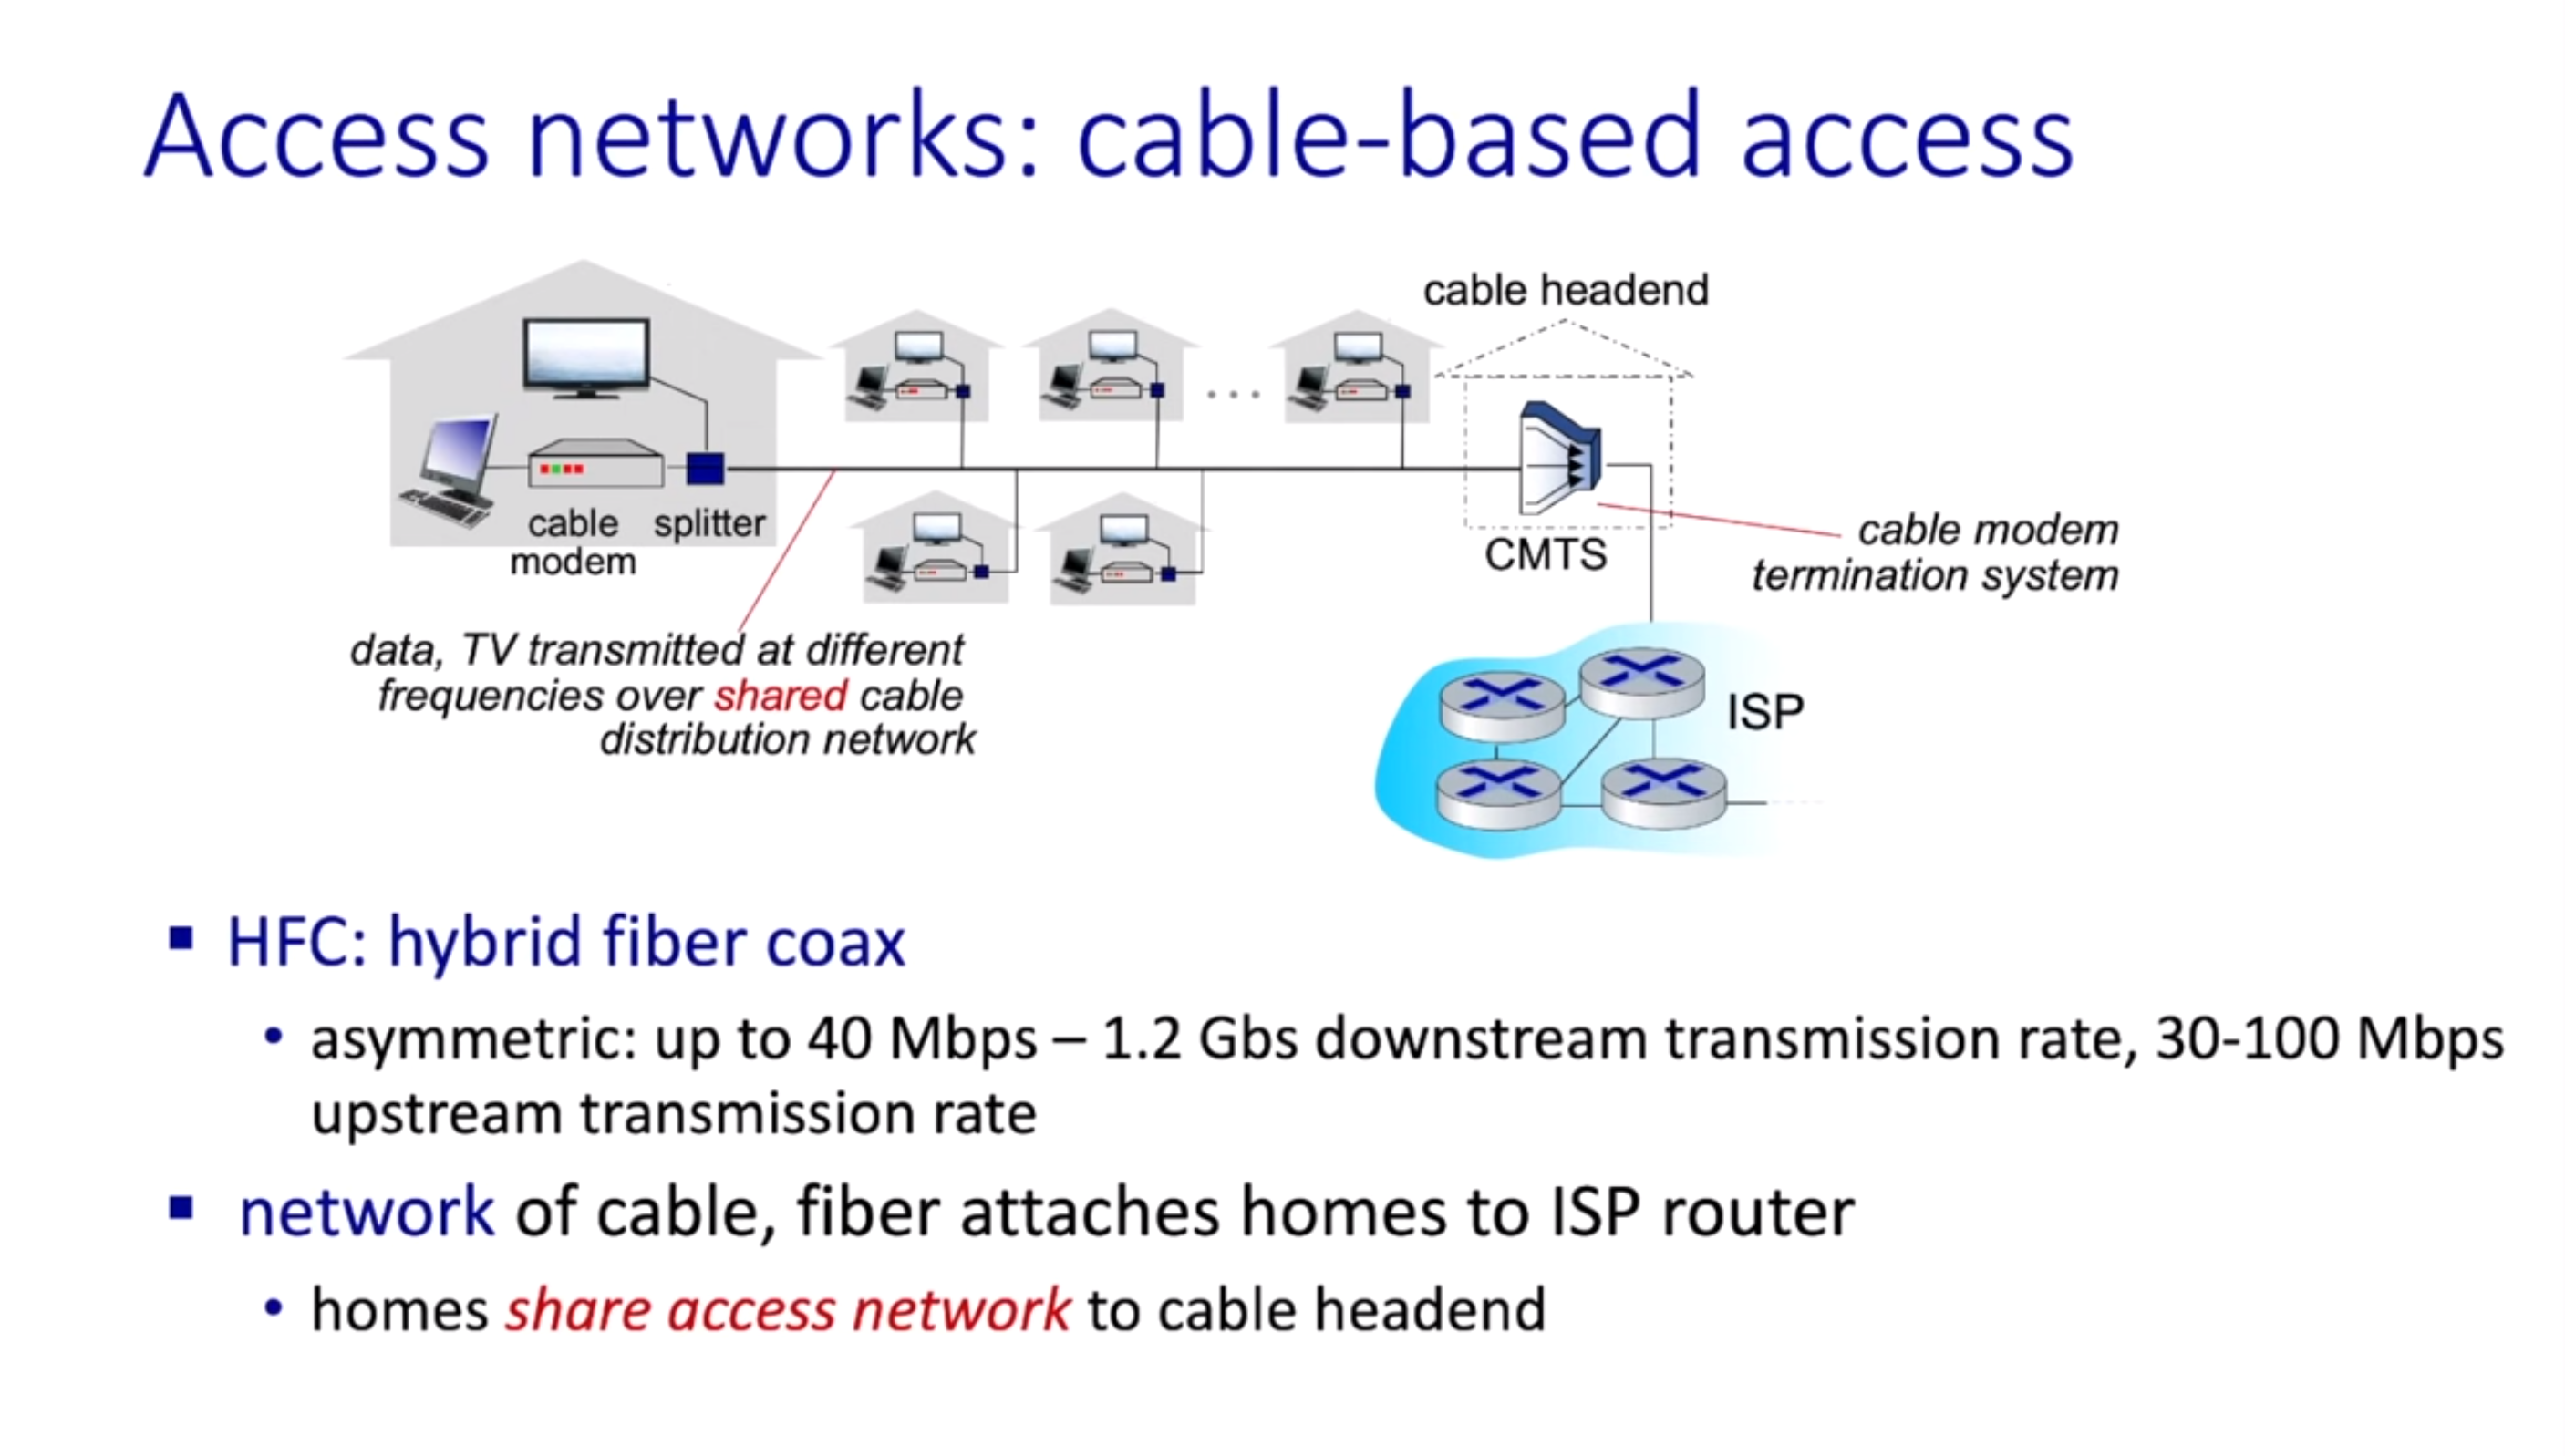 Access networks: cable-based access
cable headend
cable
modem
splitter
CMTS
cable modem
termination system
data, TV transmitted at different
frequencies over shared cable
distribution network
ISP
HFC: hybrid fiber coax
asymmetric: up to 40 Mbps – 1.2 Gbs downstream transmission rate, 30-100 Mbps
upstream transmission rate
network of cable, fiber attaches homes to ISP router
homes share access network to cable headend